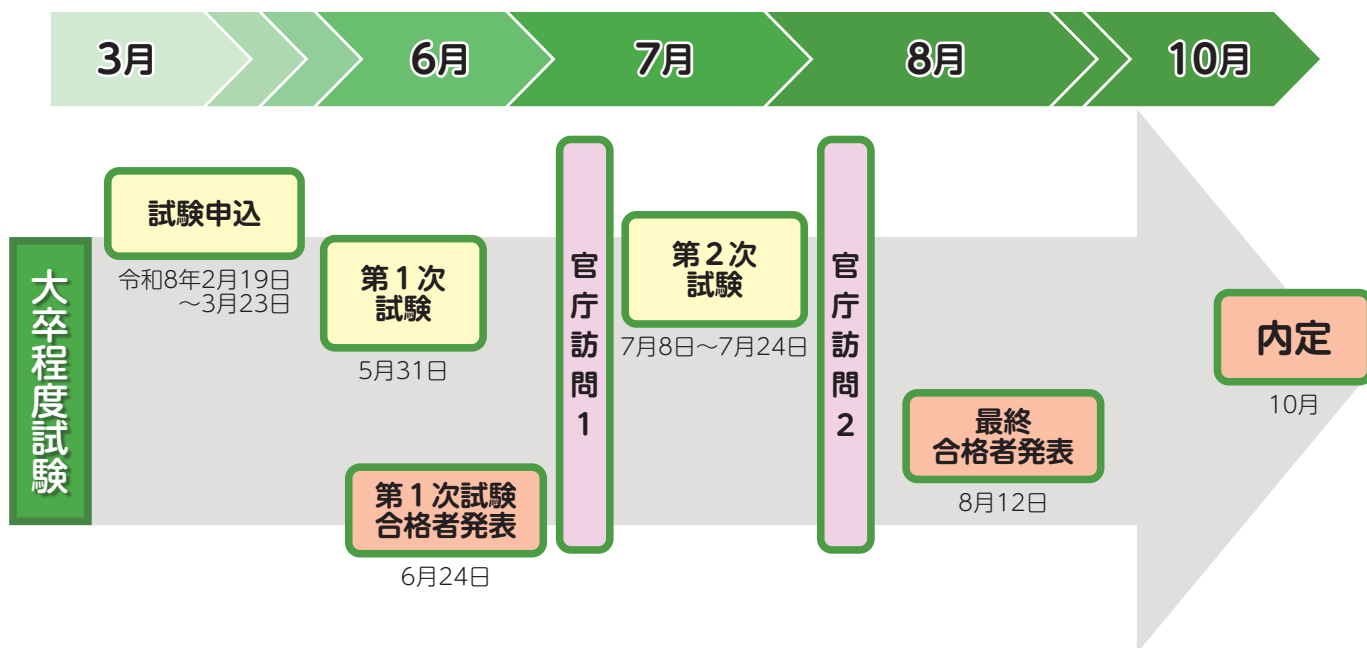 3月
6月
7月
8月
10月
大卒程度試験
試験申込
令和8年2月19日
～3月23日
第1次
試験
5月31日
第1次試験
合格者発表
6月24日
官庁訪問1
第2次
試験
7月8日～7月24日
官庁訪問2
最終
合格者発表
8月12日
内定
10月